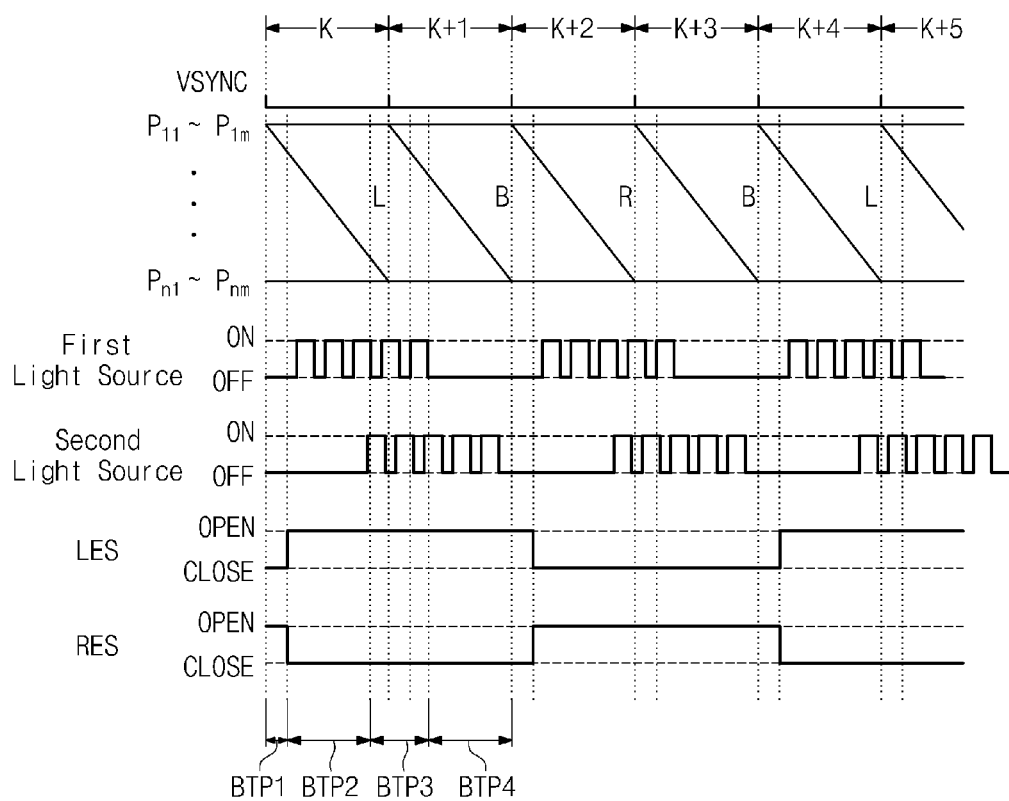 K K+1 K+2 K+3 K+4 K+5
VSYNC
P11 ~ P1m
L B R B L
Pn1 ~ Pnm
First
Light Source
ON
OFF
Second
Light Source
ON
OFF
LES
OPEN
CLOSE
RES
OPEN
CLOSE
BTP1 BTP2 BTP3 BTP4